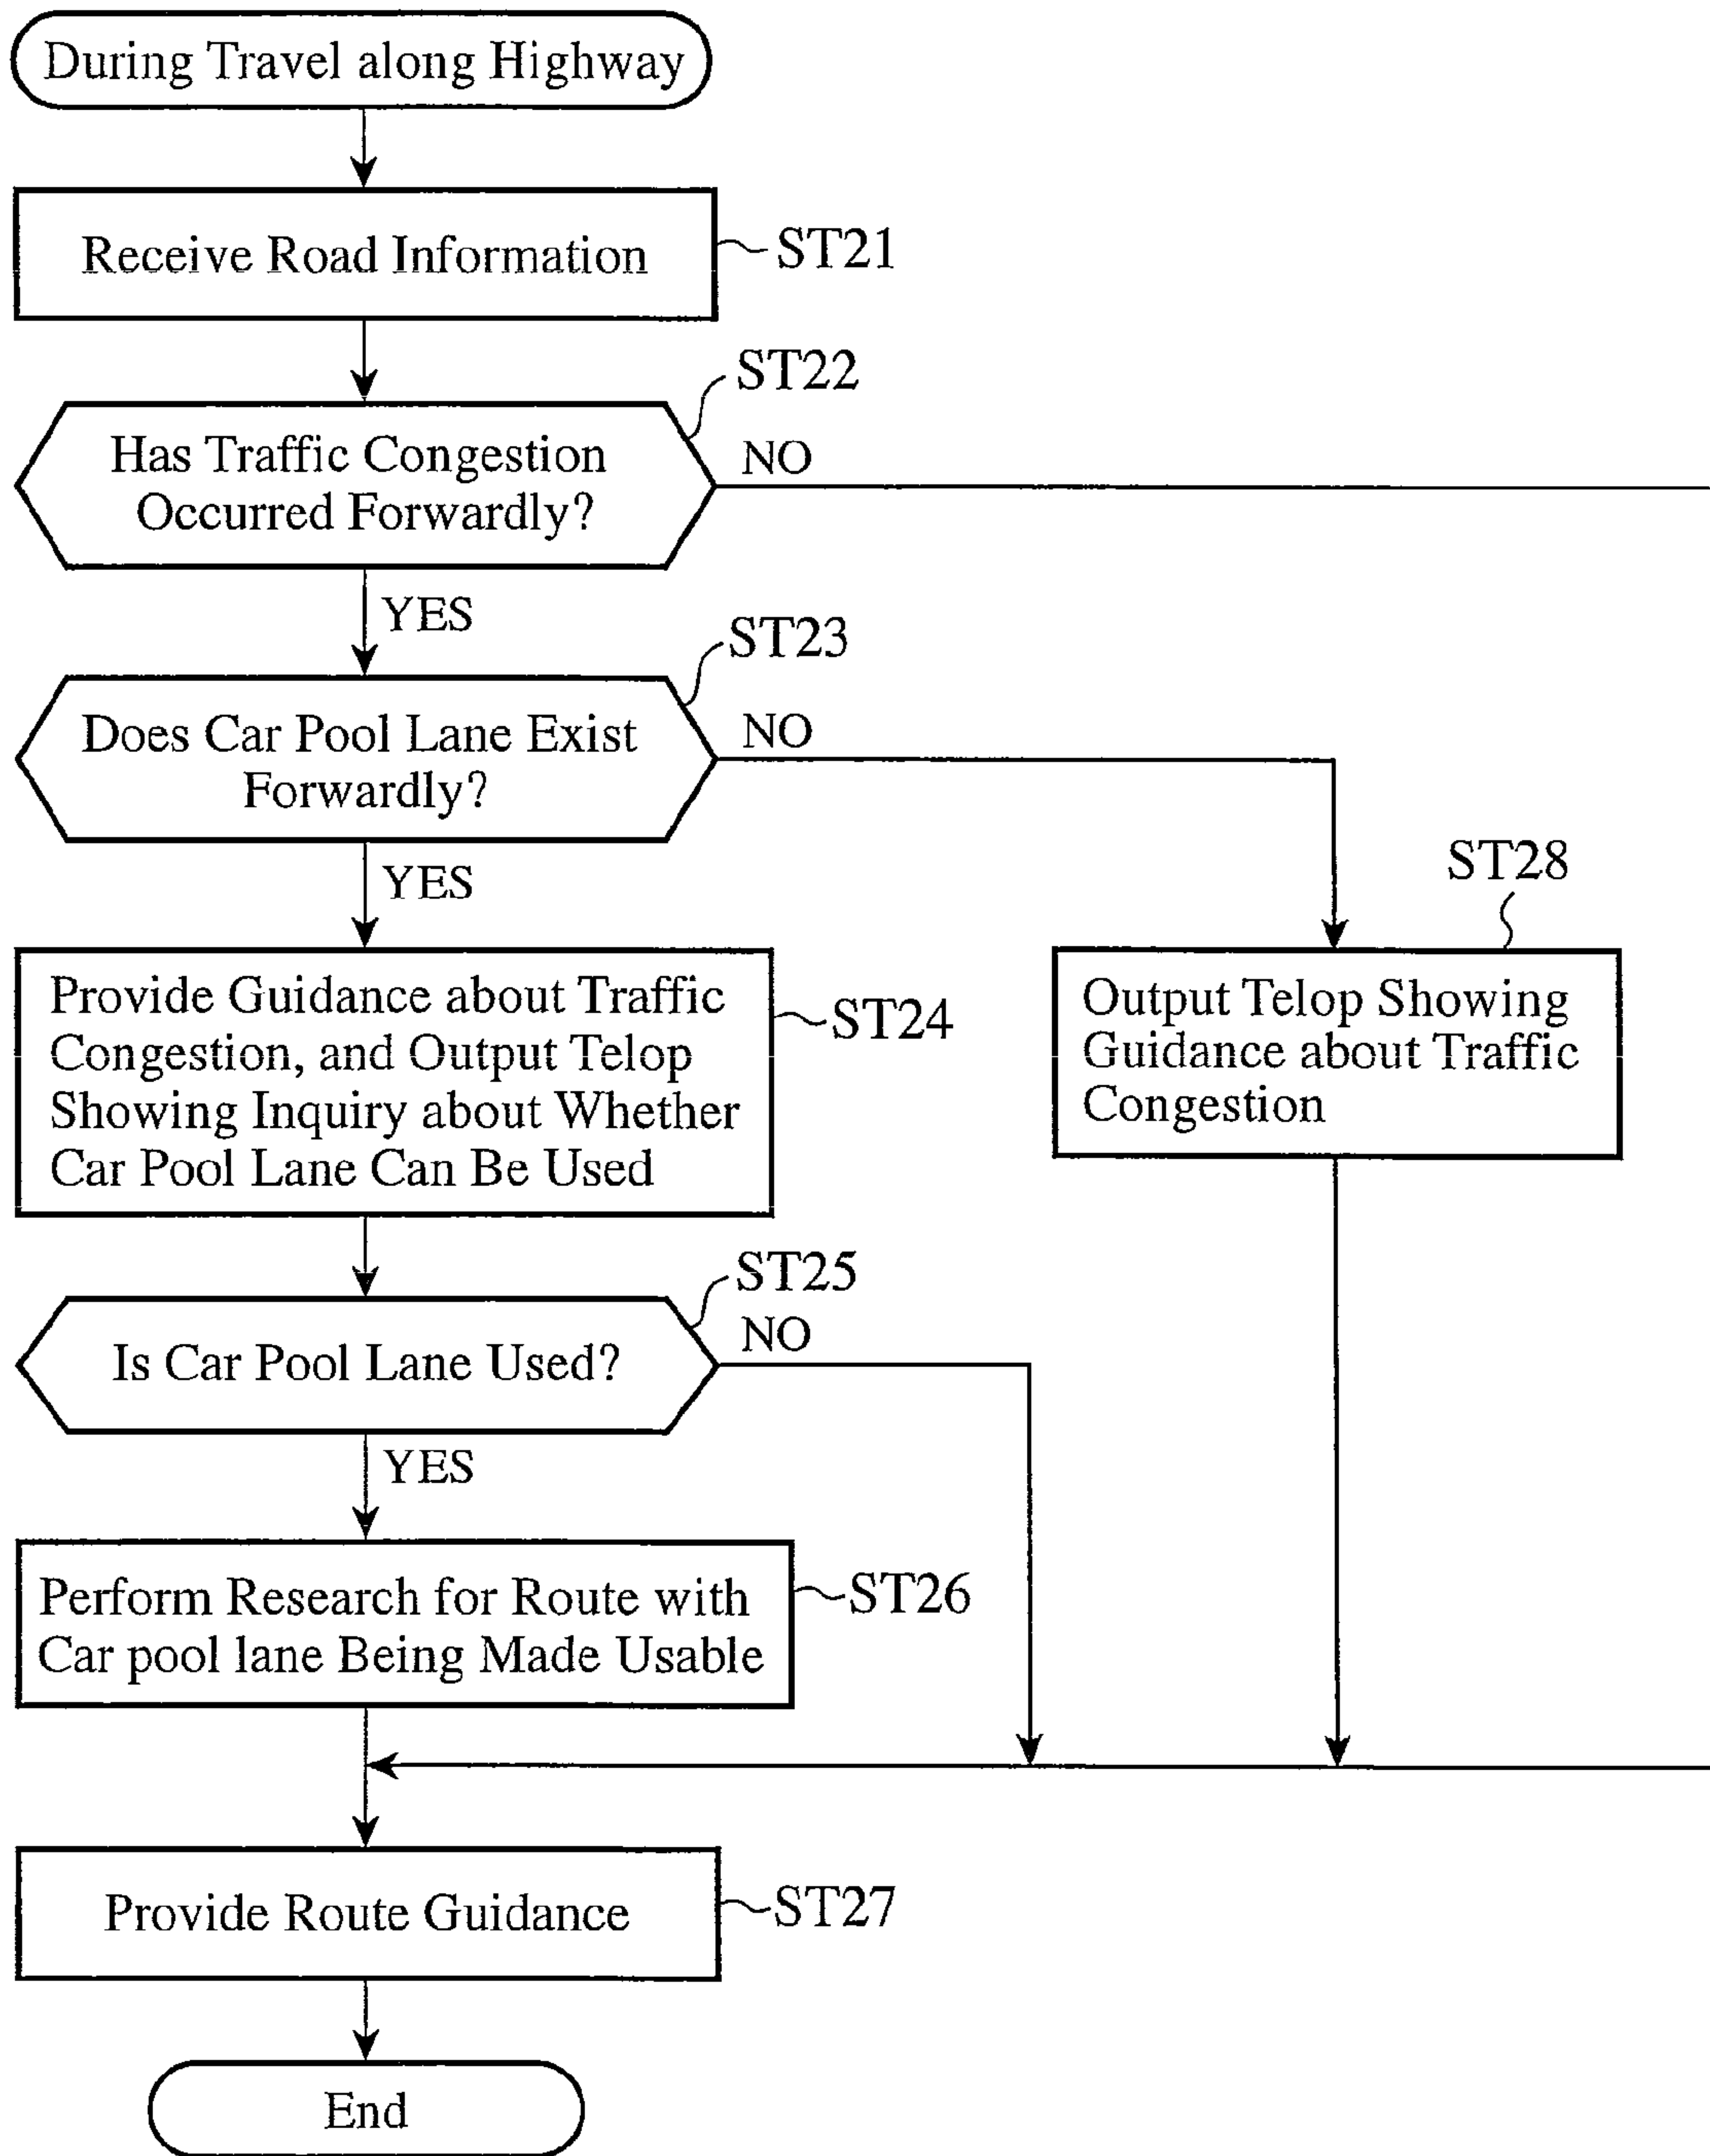 During Travel along Highway
Receive Road Information
ST21
ST22
Has Traffic Congestion
Occurred Forwardly?
NO
YES
ST23
Does Car Pool Lane Exist
Forwardly?
NO
YES
ST28
Provide Guidance about Traffic
Congestion, and Output Telop
Showing Inquiry about Whether
Car Pool Lane Can Be Used
ST24
Output Telop Showing
Guidance about Traffic
Congestion
ST25
Is Car Pool Lane Used?
NO
YES
Perform Research for Route with
Car pool lane Being Made Usable
ST26
Provide Route Guidance
ST27
End